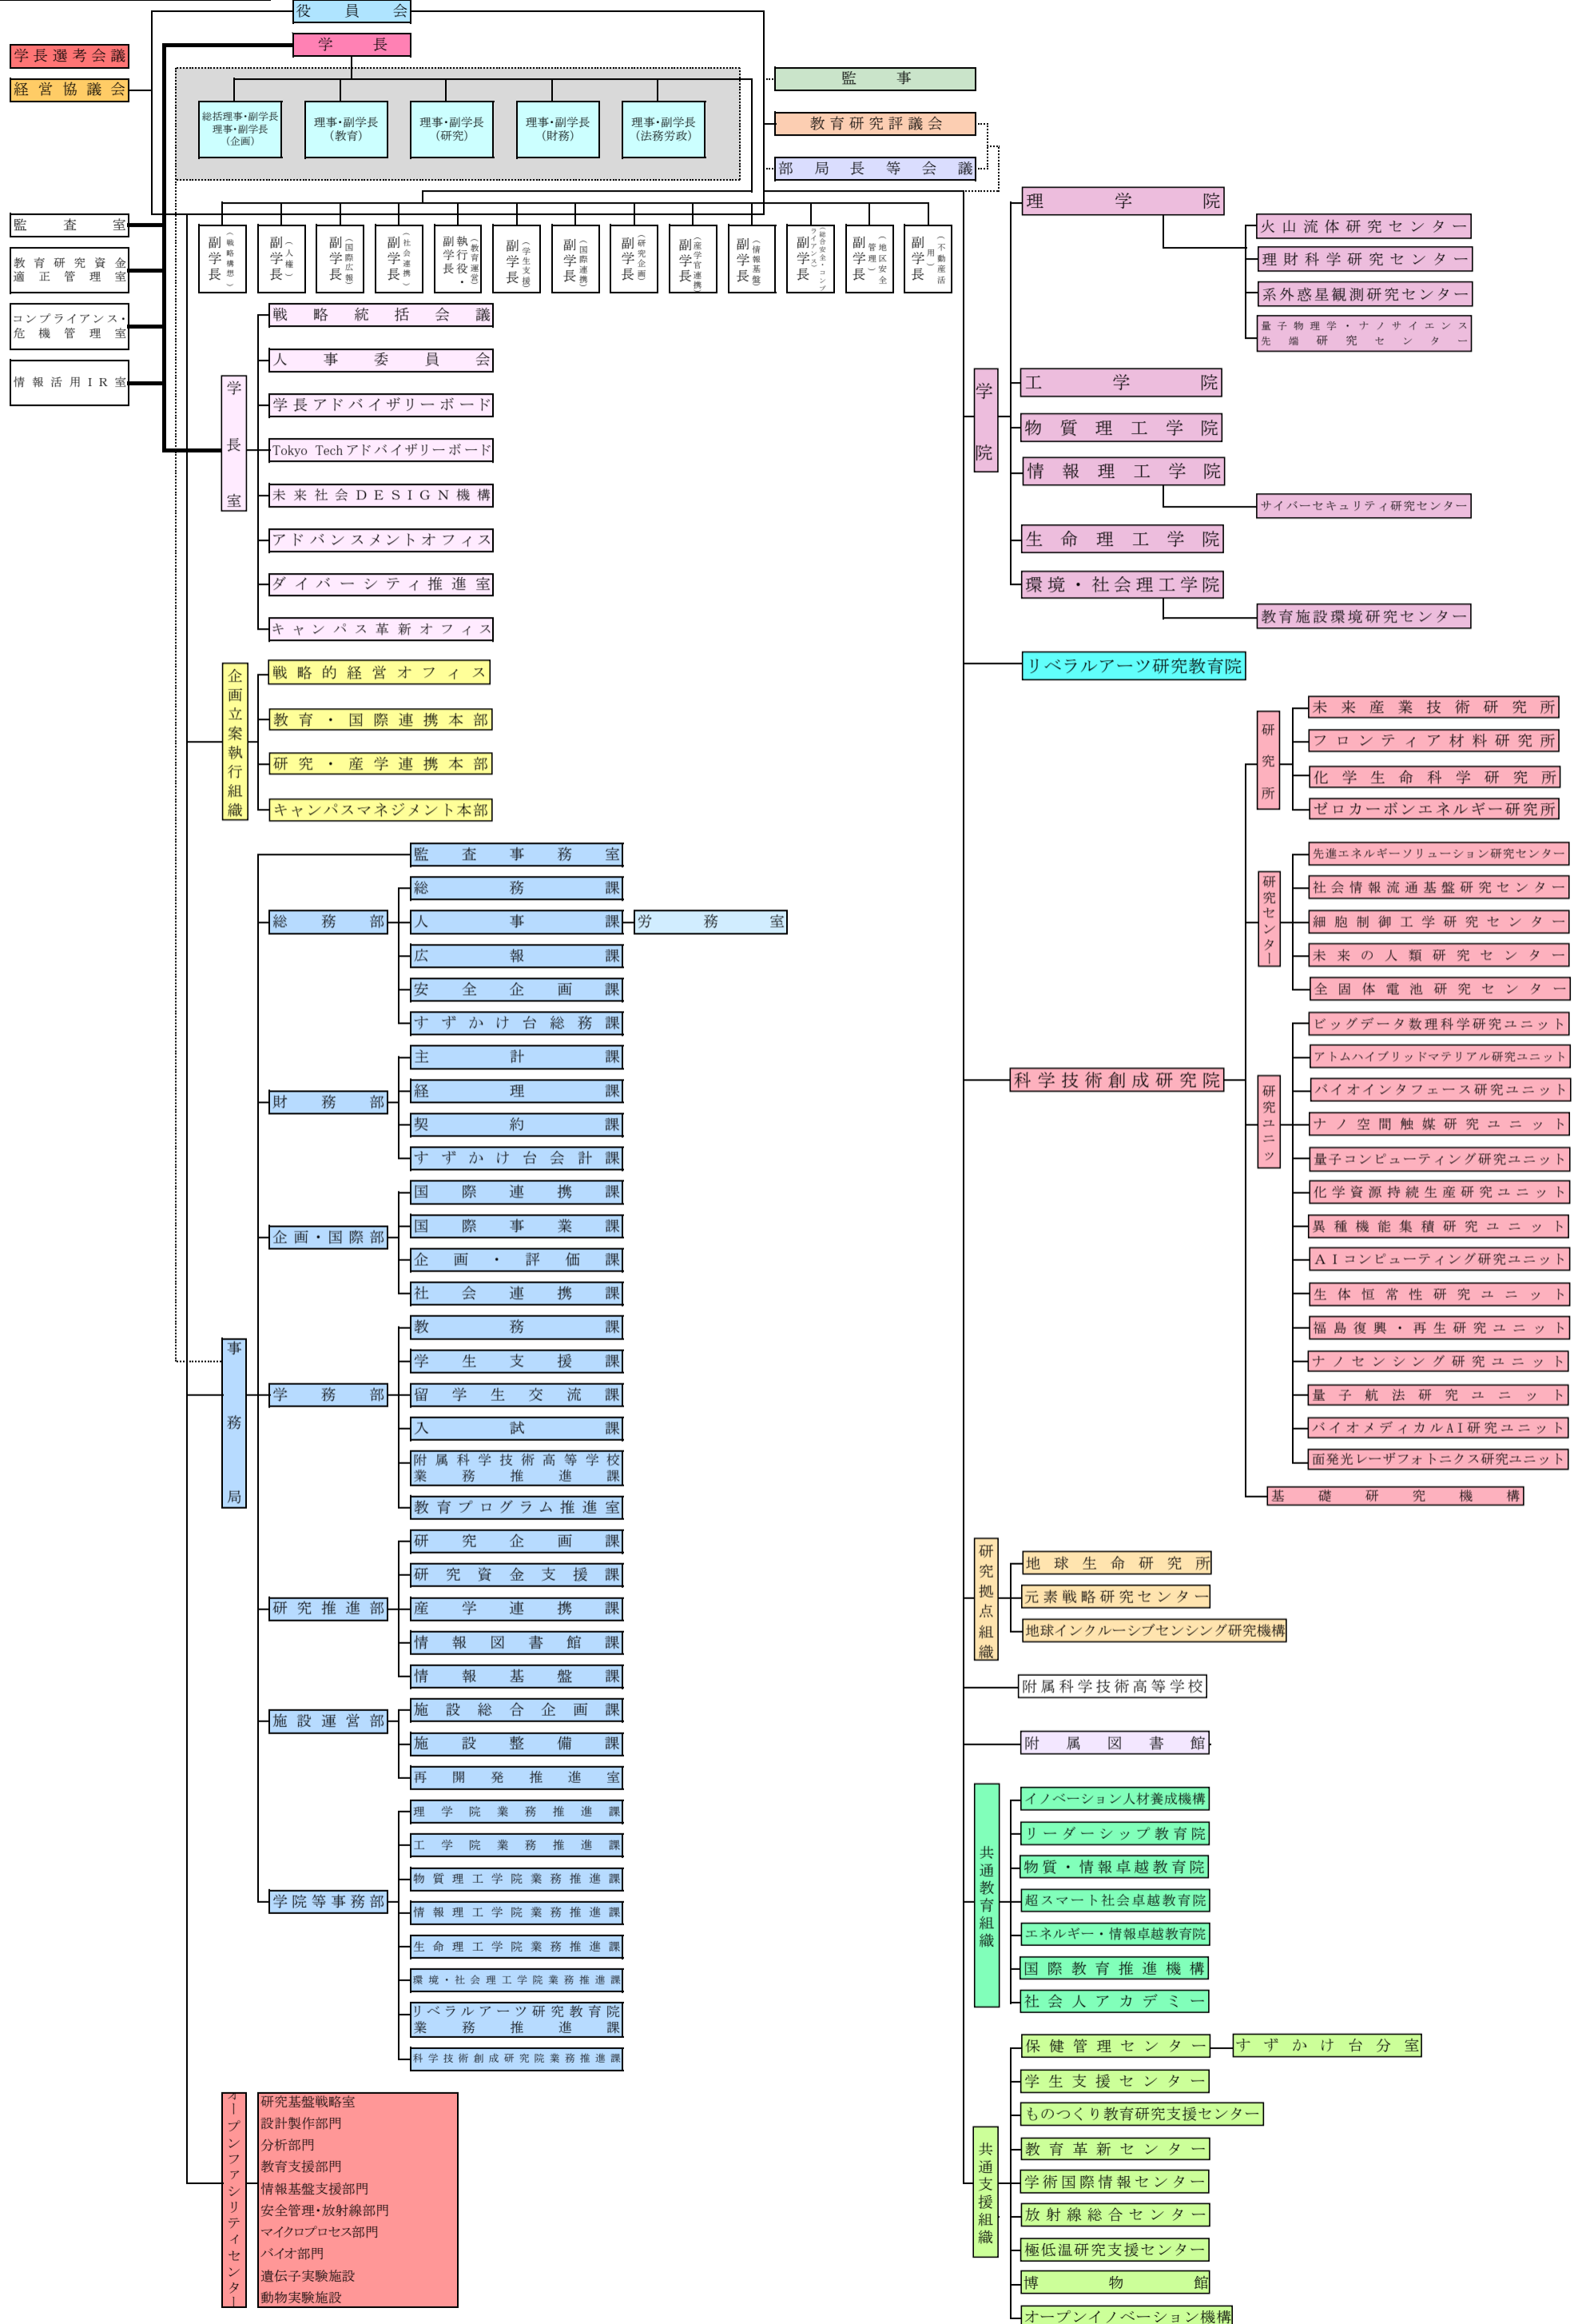 役員会
学長
学長選考会議
経営協議会
総括理事・副学長
理事・副学長
(企画)
理事・副学長
(教育)
理事・副学長
(研究)
理事・副学長
(財務)
理事・副学長
(法務労政)
監事
教育研究評議会
部局長等会議
監査室
教育研究資金
適正管理室
コンプライアンス・
危機管理室
情報活用IR室
副学長
(戦略構想)
副学長
(人権)
副学長
(国際広報)
副学長
(社会連携)
執行役・
副学長
(教育運営)
副学長
(学生支援)
副学長
(国際連携)
副学長
(研究企画)
副学長
(産学官連携)
副学長
(情報基盤)
副学長
(総合安全・コンプ
ライアンス)
副学長
(地区安全
管理)
副学長
(不動産活
用)
学長室
戦略統括会議
人事委員会
学長アドバイザリーボード
Tokyo Techアドバイザリーボード
未来社会DESIGN機構
アドバンスメントオフィス
ダイバーシティ推進室
キャンパス革新オフィス
企画立案執行組織
戦略的経営オフィス
教育・国際連携本部
研究・産学連携本部
キャンパスマネジメント本部
事務局
監査事務室
総務部
総務課
人事課
労務室
広報課
安全企画課
すずかけ台総務課
財務部
主計課
経理課
契約課
すずかけ台会計課
企画・国際部
国際連携課
国際事業課
企画・評価課
社会連携課
学務部
教務課
学生支援課
留学生交流課
入試課
附属科学技術高等学校
業務推進課
教育プログラム推進室
研究推進部
研究企画課
研究資金支援課
産学連携課
情報図書館課
情報基盤課
施設運営部
施設総合企画課
施設整備課
再開発推進室
学院等事務部
理学院業務推進課
工学院業務推進課
物質理工学院業務推進課
情報理工学院業務推進課
生命理工学院業務推進課
環境・社会理工学院業務推進課
リベラルアーツ研究教育院
業務推進課
科学技術創成研究院業務推進課
オープンファシリティセンター
研究基盤戦略室
設計製作部門
分析部門
教育支援部門
情報基盤支援部門
安全管理・放射線部門
マイクロプロセス部門
バイオ部門
遺伝子実験施設
動物実験施設
学院
理学院
火山流体研究センター
理財科学研究センター
系外惑星観測研究センター
量子物理学・ナノサイエンス
先端研究センター
工学院
物質理工学院
情報理工学院
サイバーセキュリティ研究センター
生命理工学院
環境・社会理工学院
教育施設環境研究センター
リベラルアーツ研究教育院
科学技術創成研究院
研究所
未来産業技術研究所
フロンティア材料研究所
化学生命科学研究所
ゼロカーボンエネルギー研究所
研究センター
先進エネルギーソリューション研究センター
社会情報流通基盤研究センター
細胞制御工学研究センター
未来の人類研究センター
全固体電池研究センター
研究ユニッ
ビッグデータ数理科学研究ユニット
アトムハイブリッドマテリアル研究ユニット
バイオインタフェース研究ユニット
ナノ空間触媒研究ユニット
量子コンピューティング研究ユニット
化学資源持続生産研究ユニット
異種機能集積研究ユニット
AIコンピューティング研究ユニット
生体恒常性研究ユニット
福島復興・再生研究ユニット
ナノセンシング研究ユニット
量子航法研究ユニット
バイオメディカルAI研究ユニット
面発光レーザフォトニクス研究ユニット
基礎研究機構
研究拠点組織
地球生命研究所
元素戦略研究センター
地球インクルーシブセンシング研究機構
附属科学技術高等学校
附属図書館
共通教育組織
イノベーション人材養成機構
リーダーシップ教育院
物質・情報卓越教育院
超スマート社会卓越教育院
エネルギー・情報卓越教育院
国際教育推進機構
社会人アカデミー
共通支援組織
保健管理センター
すずかけ台分室
学生支援センター
ものつくり教育研究支援センター
教育革新センター
学術国際情報センター
放射線総合センター
極低温研究支援センター
博物館
オープンイノベーション機構